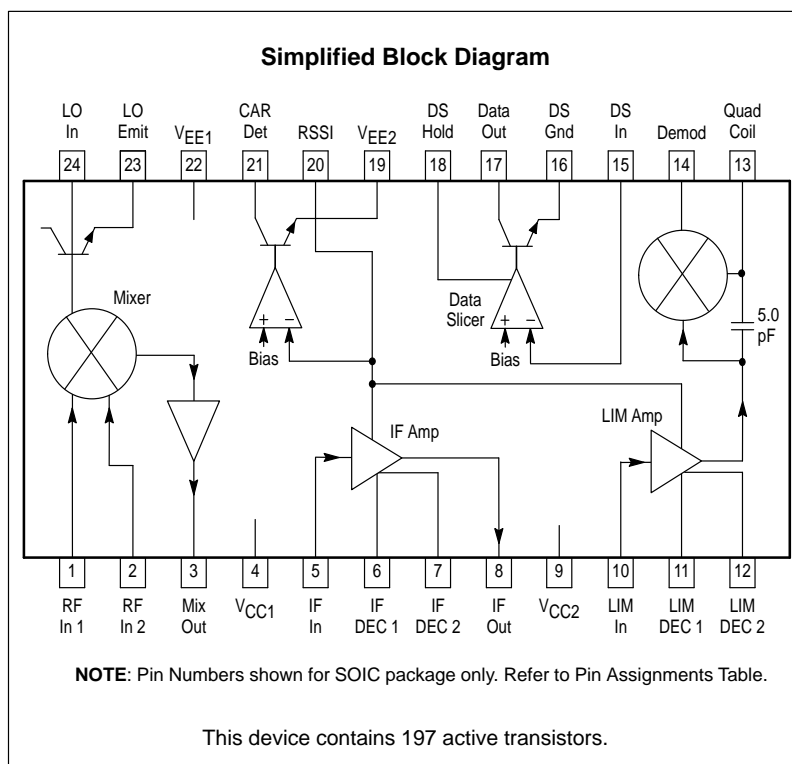 Simplified Block Diagram
LO In
LO Emit
VEE1
CAR Det
RSSI
VEE2
DS Hold
Data Out
DS Gnd
DS In
Demod
Quad Coil
24
23
22
21
20
19
18
17
16
15
14
13
Mixer
+ –
Bias
Data Slicer
+ –
Bias
5.0 pF
IF Amp
LIM Amp
1
2
3
4
5
6
7
8
9
10
11
12
RF In 1
RF In 2
Mix Out
VCC1
IF In
IF DEC 1
IF DEC 2
IF Out
VCC2
LIM In
LIM DEC 1
LIM DEC 2
NOTE: Pin Numbers shown for SOIC package only. Refer to Pin Assignments Table.
This device contains 197 active transistors.